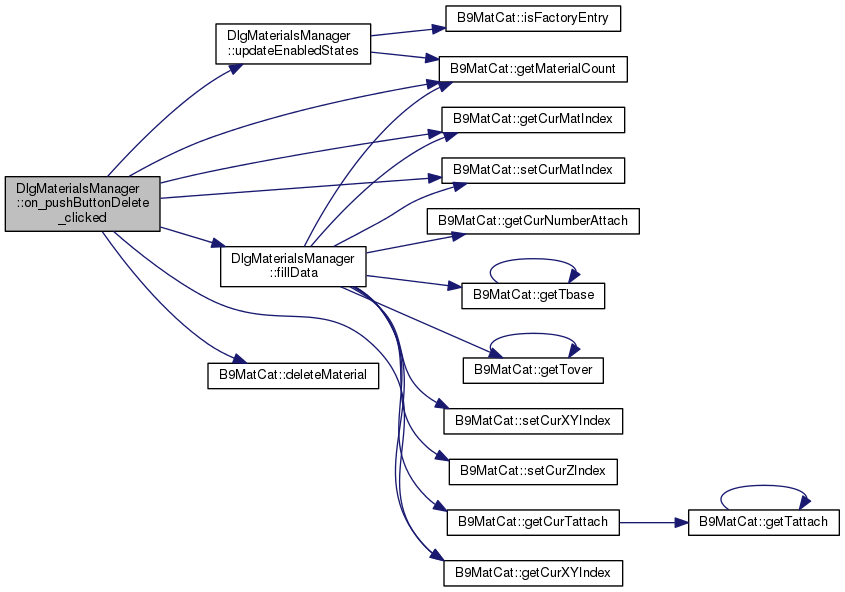 DlgMaterialsManager
::on_pushButtonDelete
_clicked
DlgMaterialsManager
::updateEnabledStates
DlgMaterialsManager
::fillData
B9MatCat::deleteMaterial
B9MatCat::isFactoryEntry
B9MatCat::getMaterialCount
B9MatCat::getCurMatIndex
B9MatCat::setCurMatIndex
B9MatCat::getCurNumberAttach
B9MatCat::getTbase
B9MatCat::getTover
B9MatCat::setCurXYIndex
B9MatCat::setCurZIndex
B9MatCat::getCurTattach
B9MatCat::getCurXYIndex
B9MatCat::getTattach